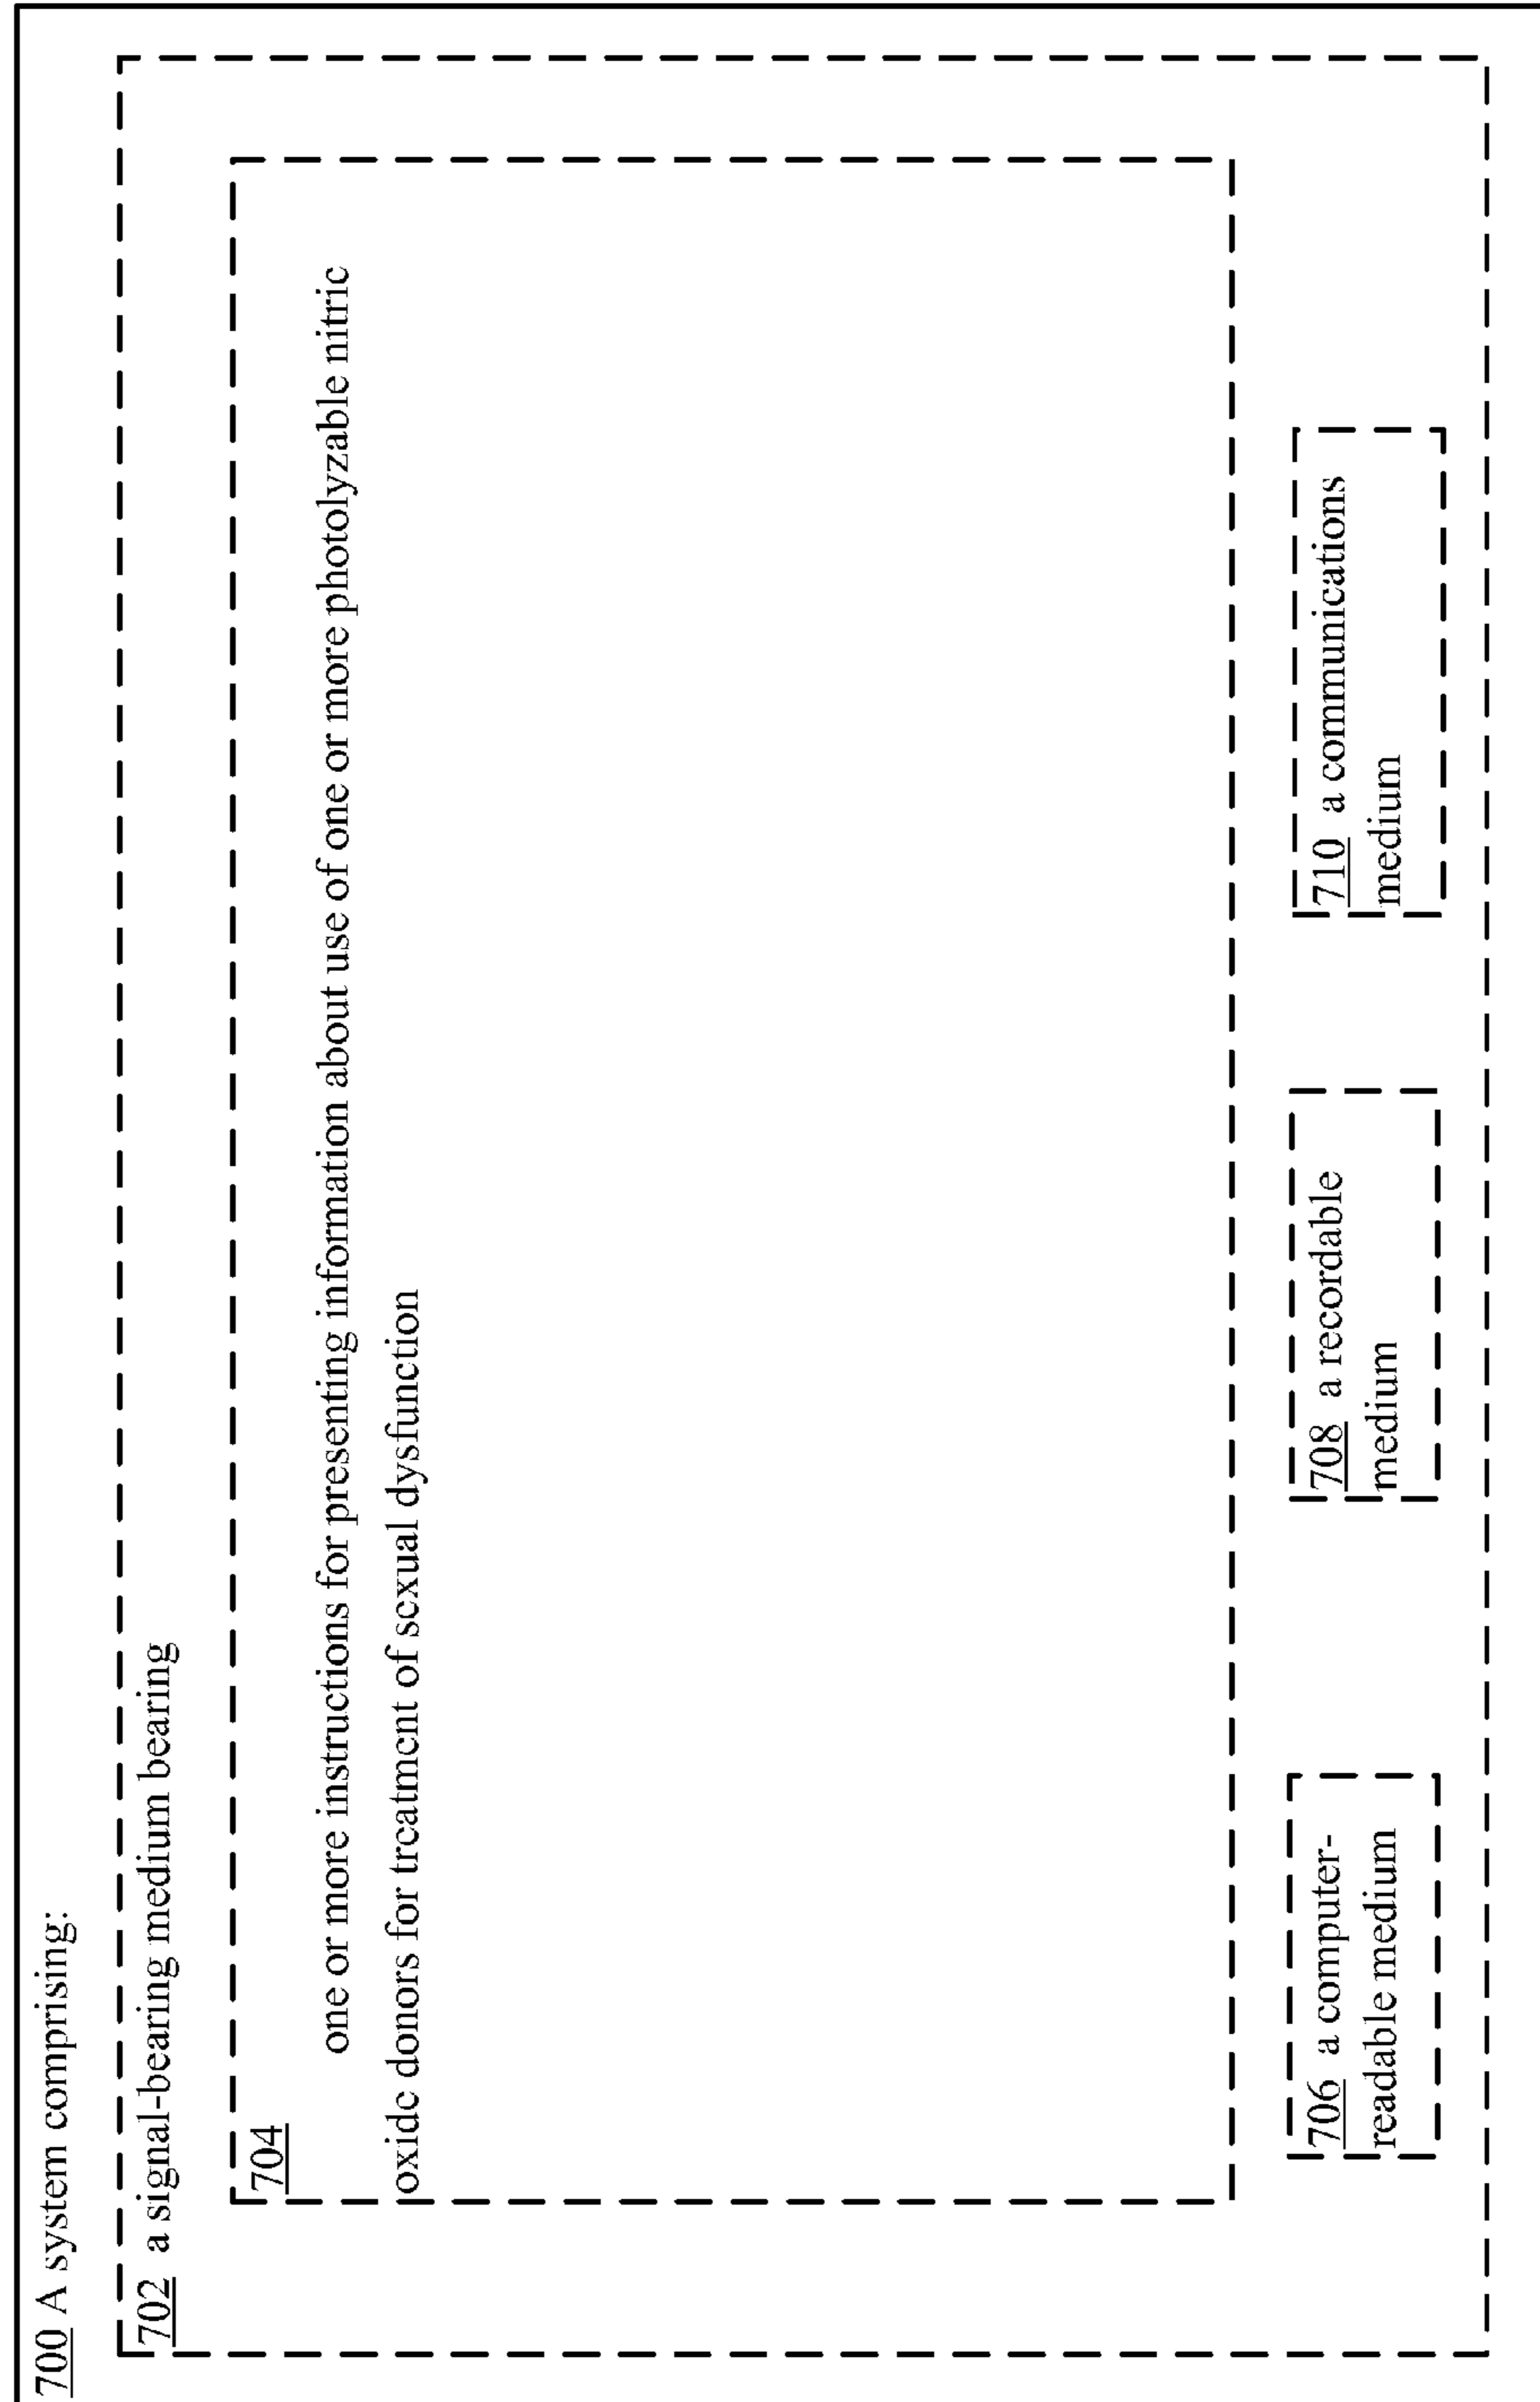 700 A system comprising:
702 a signal-bearing medium bearing
704
one or more instructions for presenting information about use of one or more photolyzable nitric
oxide donors for treatment of sexual dysfunction
706 a computer-
readable medium
708 a recordable
medium
710 a communications
medium